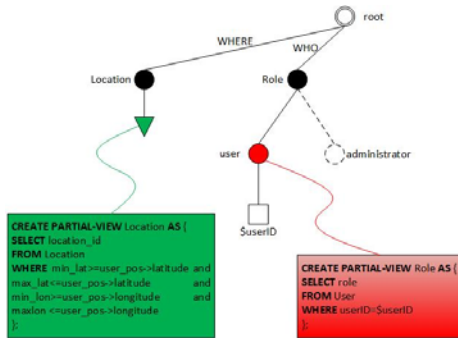 root
WHERE
WHO
Location
Role
user
administrator
$userID
CREATE PARTIAL-VIEW Location AS {
SELECT location_id
FROM Location
WHERE min_lat>=user_pos->latitude and
max_lat<=user_pos->latitude and
min_lon>=user_pos->longitude and
maxlon <=user_pos->longitude
};
CREATE PARTIAL-VIEW Role AS {
SELECT role
FROM User
WHERE userID=$userID
};